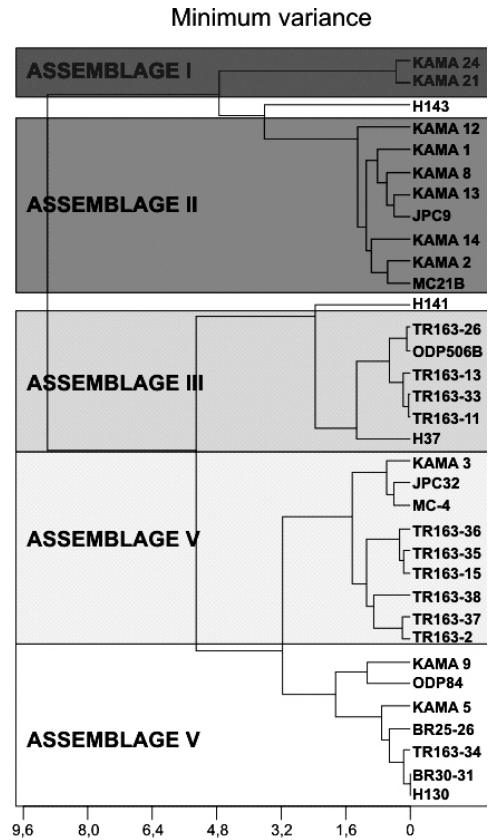 Minimum variance
ASSEMBLAGE I
KAMA 24
KAMA 21
H143
KAMA 12
KAMA 1
KAMA 8
ASSEMBLAGE II
KAMA 13
JPC9
KAMA 14
KAMA 2
MC21B
H141
TR163-26
ODP506B
ASSEMBLAGE III
TR163-13
TR163-33
TR163-11
H37
KAMA 3
JPC32
MC-4
TR163-36
ASSEMBLAGE V
TR163-35
TR163-15
TR163-38
TR163-37
TR163-2
KAMA 9
ODP84
KAMA 5
ASSEMBLAGE V
BR25-26
TR163-34
BR30-31
H130
9,6 8,0 6,4 4,8 3,2 1,6 0